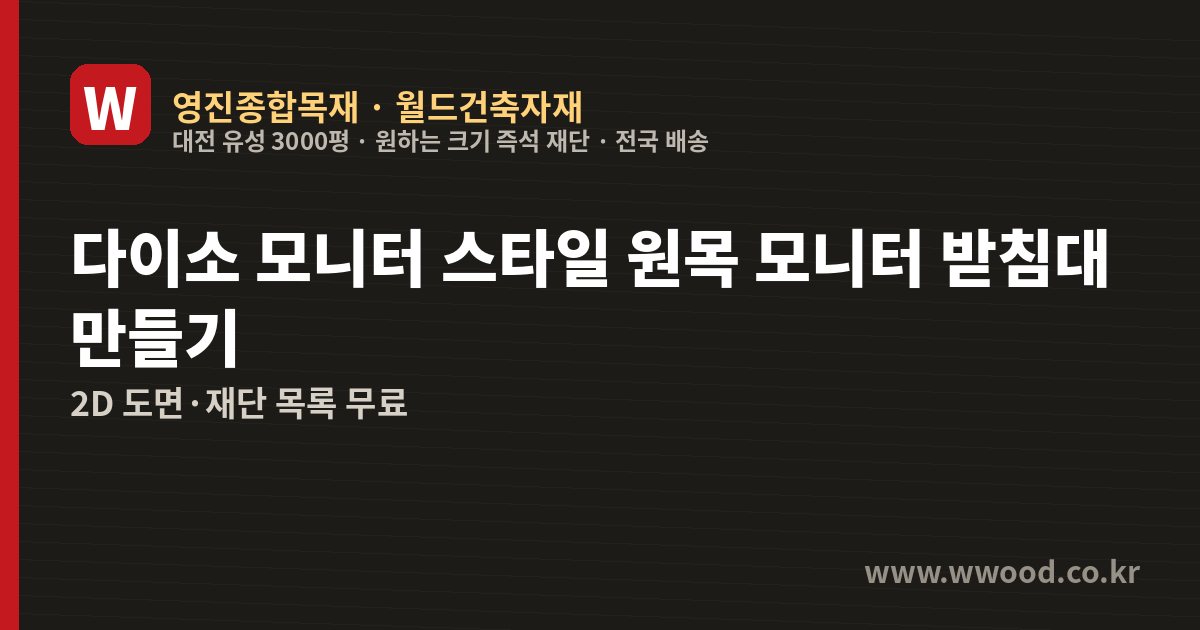 W
영진종합목재 · 월드건축자재
대전 유성 3000평 · 원하는 크기 즉석 재단 · 전국 배송
다이소 모니터 스타일 원목 모니터 받침대
만들기
2D 도면·재단 목록 무료
www.wwood.co.kr